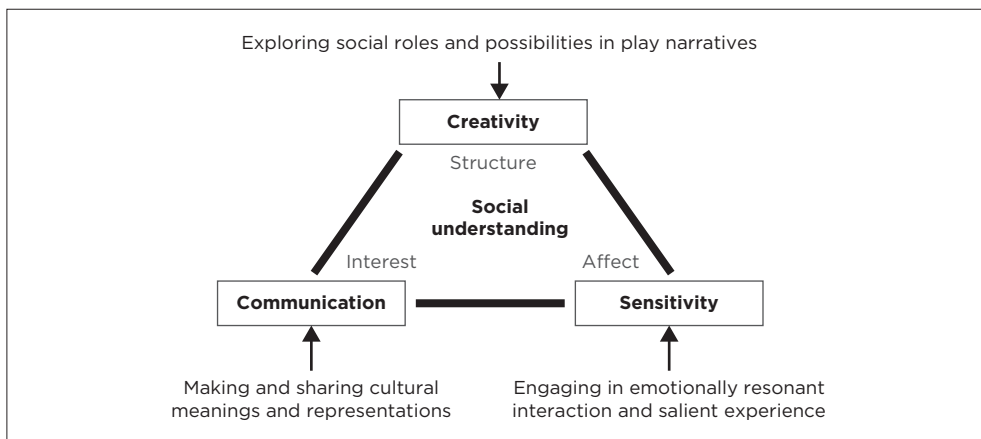 Exploring social roles and possibilities in play narratives
Creativity
Structure
Social
understanding
Interest
Affect
Communication
Sensitivity
Making and sharing cultural
meanings and representations
Engaging in emotionally resonant
interaction and salient experience